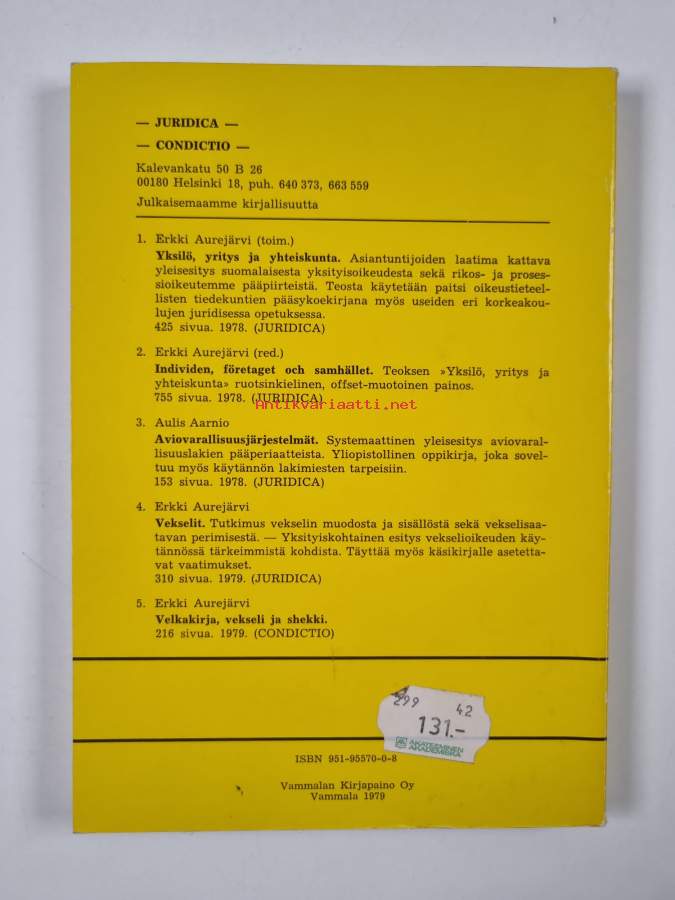 — JURIDICA —
— CONDICTIO —
Kalevankatu 50 B 26
00180 Helsinki 18, puh. 640 373, 663 559
Julkaisemaamme kirjallisuutta
1. Erkki Aurejärvi (toim.)
Yksilö, yritys ja yhteiskunta. Asiantuntijoiden laatima kattava
yleisesitys suomalaisesta yksityisoikeudesta sekä rikos- ja proses-
sioikeutemme pääpiirteistä. Teosta käytetään paitsi oikeustieteel-
listen tiedekuntien pääsykoekirjana myös useiden eri korkeakou-
lujen juridisessa opetuksessa.
425 sivua. 1978. (JURIDICA)
2. Erkki Aurejärvi (red.)
Individen, företaget och samhället. Teoksen »Yksilö, yritys ja
yhteiskunta» ruotsinkielinen, offset-muotoinen painos.
755 sivua. 1978. (JURIDICA)
Antikvariaatti.net
3. Aulis Aarnio
Aviovarallisuusjärjestelmät. Systemaattinen yleisesitys aviovaral-
lisuuslakien pääperiaatteista. Yliopistollinen oppikirja, joka sovel-
tuu myös käytännön lakimiesten tarpeisiin.
153 sivua. 1978. (JURIDICA)
4. Erkki Aurejärvi
Vekselit. Tutkimus vekselin muodosta ja sisällöstä sekä vekselisaa-
tavan perimisestä. — Yksityiskohtainen esitys vekselioikeuden käy-
tännössä tärkeimmistä kohdista. Täyttää myös käsikirjalle asetetta-
vat vaatimukset.
310 sivua. 1979. (JURIDICA)
5. Erkki Aurejärvi
Velkakirja, vekseli ja shekki.
216 sivua. 1979. (CONDICTIO)
299 42
131.-
AKATEEMINEN
ISBN 951-95570-0-8
Vammalan Kirjapaino Oy
Vammala 1979